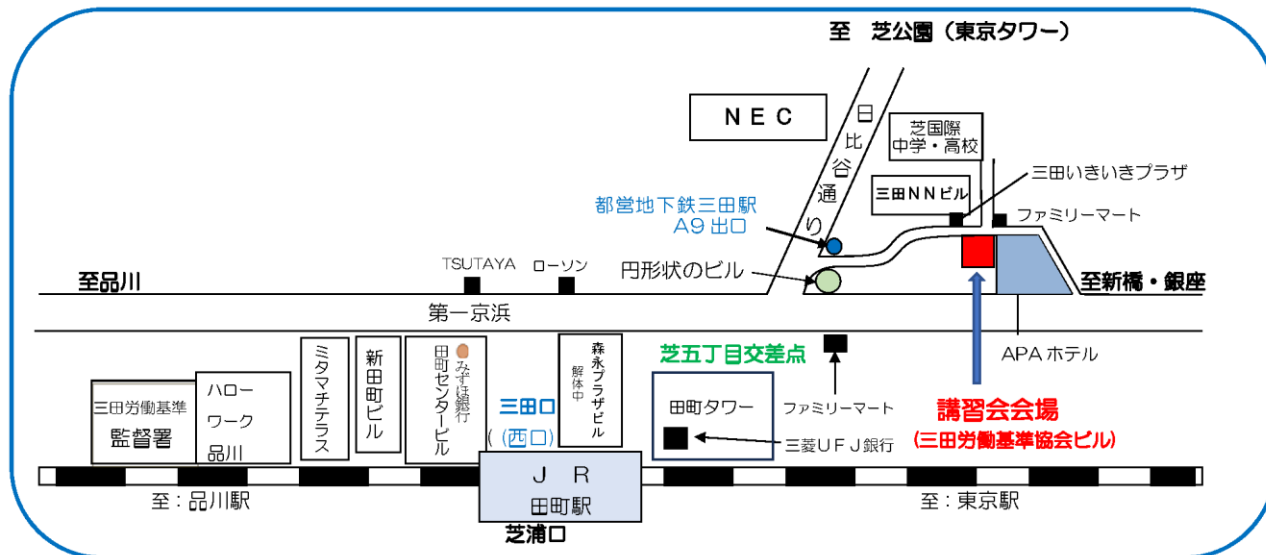 至　芝公園（東京タワー）
ＮＥＣ
日比谷通り
芝国際
中学・高校
三田ＮＮビル
三田いきいきプラザ
ファミリーマート
都営地下鉄三田駅
A9 出口
円形状のビル
TSUTAYA
ローソン
至品川
至新橋・銀座
第一京浜
APA ホテル
三田労働基準
監督署
ハロー
ワーク
品川
ミタマチテラス
新田町ビル
みずほ銀行
田町センタービル
三田口
（(西口）
森永プラザビル
解体中
芝五丁目交差点
田町タワー
ファミリーマート
三菱ＵＦＪ銀行
講習会会場
(三田労働基準協会ビル)
ＪＲ
田町駅
芝浦口
至：品川駅
至：東京駅